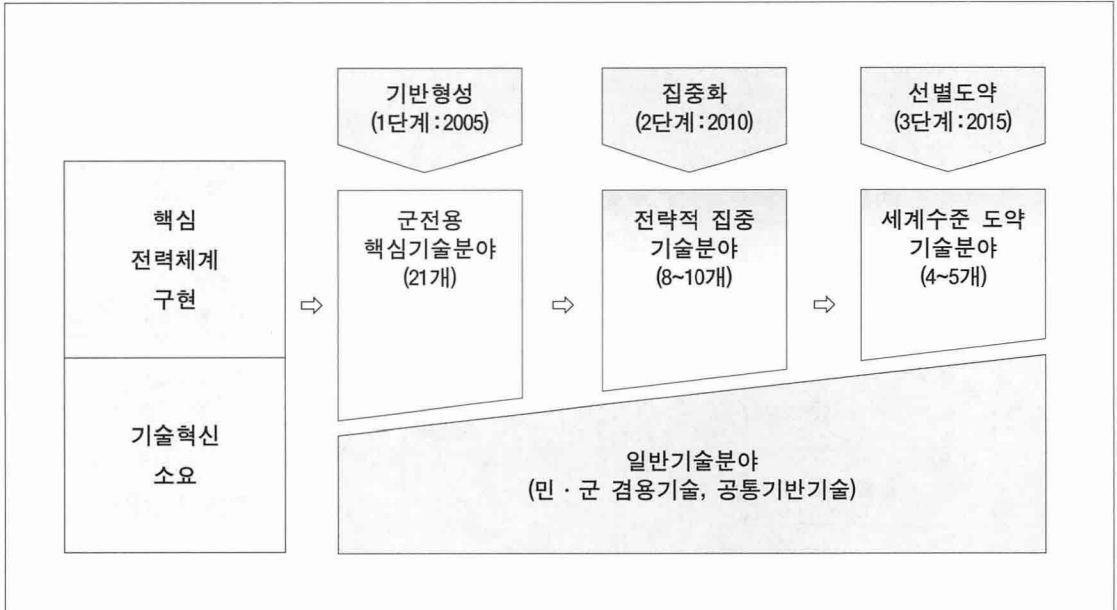 기반형성
(1단계:2005)
집중화
(2단계:2010)
선별도약
(3단계:2015)
핵심
전력체계
구현
군전용
핵심기술분야
(21개)
전략적 집중
기술분야
(8~10개)
세계수준 도약
기술분야
(4~5개)
⇨
⇨
⇨
기술혁신
소요
일반기술분야
(민·군 겸용기술, 공통기반기술)